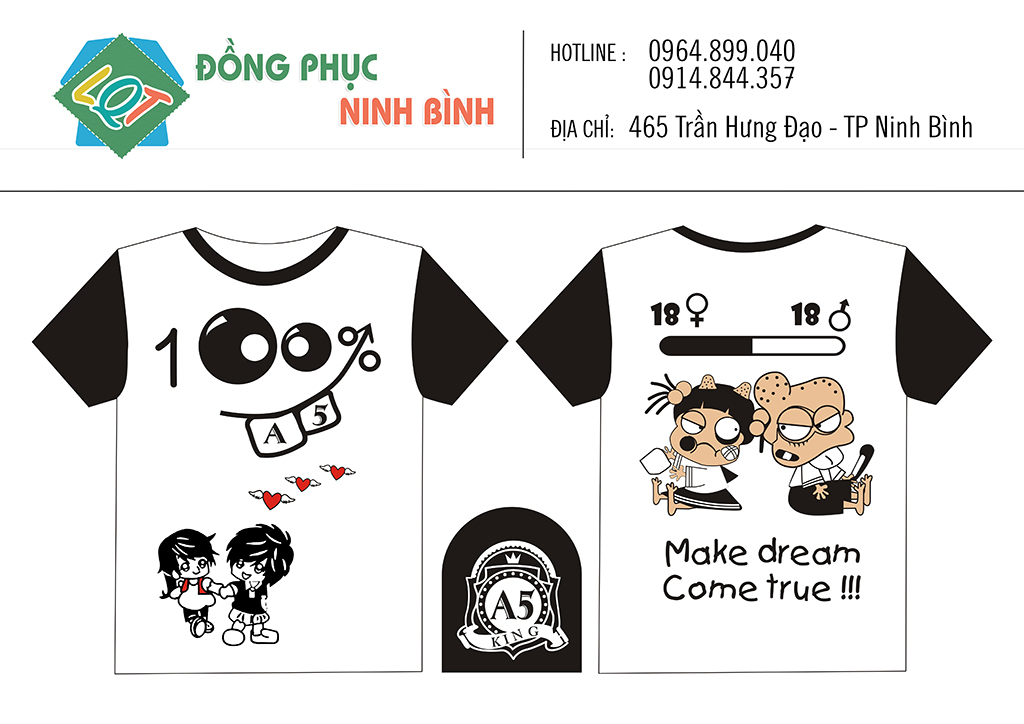 LQT
ĐỒNG PHỤC
NINH BÌNH
HOTLINE : 0964.899.040
0914.844.357
ĐỊA CHỈ: 465 Trần Hưng Đạo - TP Ninh Bình
100%
A 5
18♀ 18♂
Make dream
Come true !!!
A5
KING